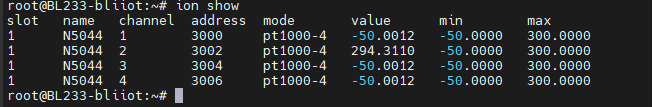 root@BL233-bliiot:~# ion show
slot name channel address mode value min max
1 N5044 1 3000 pt1000-4 -50.0012 -50.0000 300.0000
1 N5044 2 3002 pt1000-4 294.3110 -50.0000 300.0000
1 N5044 3 3004 pt1000-4 -50.0012 -50.0000 300.0000
1 N5044 4 3006 pt1000-4 -50.0012 -50.0000 300.0000
root@BL233-bliiot:~#